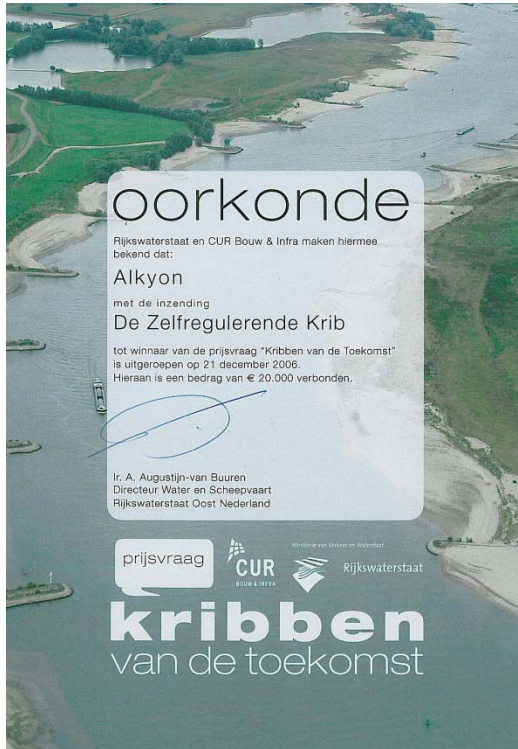 oorkonde
Rijkswaterstaat en CUR Bouw & Infra maken hiermee
bekend dat:
Alkyon
met de inzending
De Zelfregulerende Krib
tot winnaar van de prijsvraag "Kribben van de Toekomst"
is uitgeroepen op 21 december 2006.
Hieraan is een bedrag van € 20.000 verbonden.
Ir. A. Augustijn-van Buuren
Directeur Water en Scheepvaart
Rijkswaterstaat Oost Nederland
prijsvraag
CUR
BOUW & INFRA
Ministerie van Verkeer en Waterstaat
Rijkswaterstaat
kribben
van de toekomst